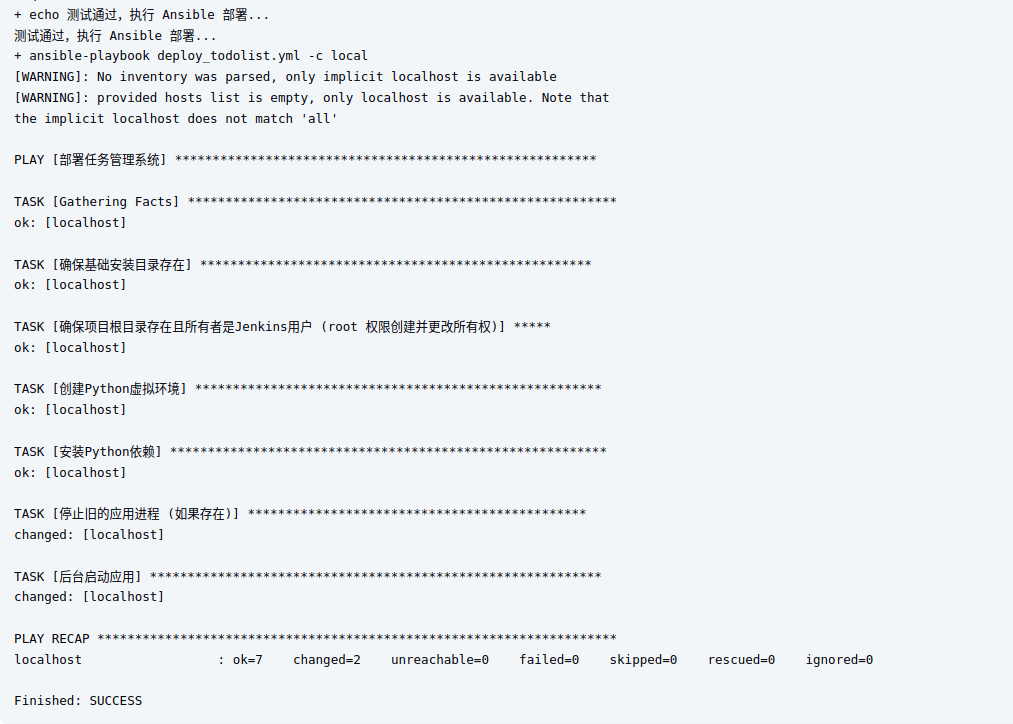 + echo 测试通过，执行 Ansible 部署...
测试通过，执行 Ansible 部署...
+ ansible-playbook deploy_todolist.yml -c local
[WARNING]: No inventory was parsed, only implicit localhost is available
[WARNING]: provided hosts list is empty, only localhost is available. Note that
the implicit localhost does not match 'all'
PLAY [部署任务管理系统] ********************************************************
TASK [Gathering Facts] *********************************************************
ok: [localhost]
TASK [确保基础安装目录存在] ****************************************************
ok: [localhost]
TASK [确保项目根目录存在且所有者是Jenkins用户 (root 权限创建并更改所有权)] *****
ok: [localhost]
TASK [创建Python虚拟环境] ******************************************************
ok: [localhost]
TASK [安装Python依赖] **********************************************************
ok: [localhost]
TASK [停止旧的应用进程 (如果存在)] *********************************************
changed: [localhost]
TASK [后台启动应用] ************************************************************
changed: [localhost]
PLAY RECAP *********************************************************************
localhost                  : ok=7    changed=2    unreachable=0    failed=0    skipped=0    rescued=0    ignored=0
Finished: SUCCESS